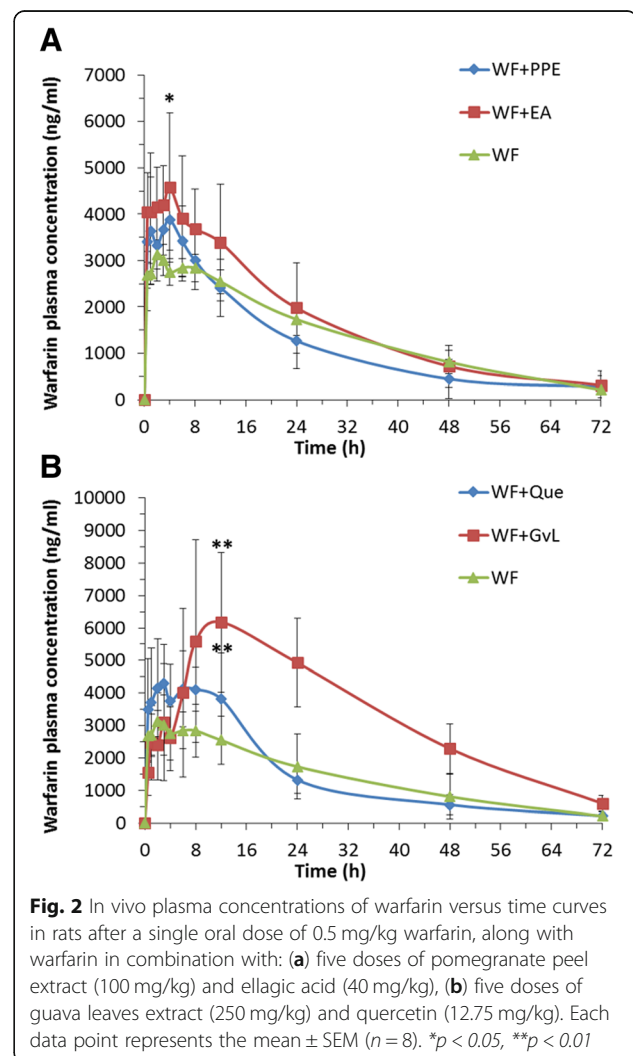 A
Warfarin plasma concentration (ng/ml)
7000
6000
5000
4000
3000
2000
1000
0
*
WF+PPE
WF+EA
WF
0 8 16 24 32 40 48 56 64 72
Time (h)
B
Warfarin plasma concentration (ng/ml)
10000
9000
8000
7000
6000
5000
4000
3000
2000
1000
0
**
**
WF+Que
WF+GvL
WF
0 8 16 24 32 40 48 56 64 72
Time (h)
Fig. 2 In vivo plasma concentrations of warfarin versus time curves
in rats after a single oral dose of 0.5 mg/kg warfarin, along with
warfarin in combination with: (a) five doses of pomegranate peel
extract (100 mg/kg) and ellagic acid (40 mg/kg), (b) five doses of
guava leaves extract (250 mg/kg) and quercetin (12.75 mg/kg). Each
data point represents the mean ± SEM (n = 8). *p < 0.05, **p < 0.01